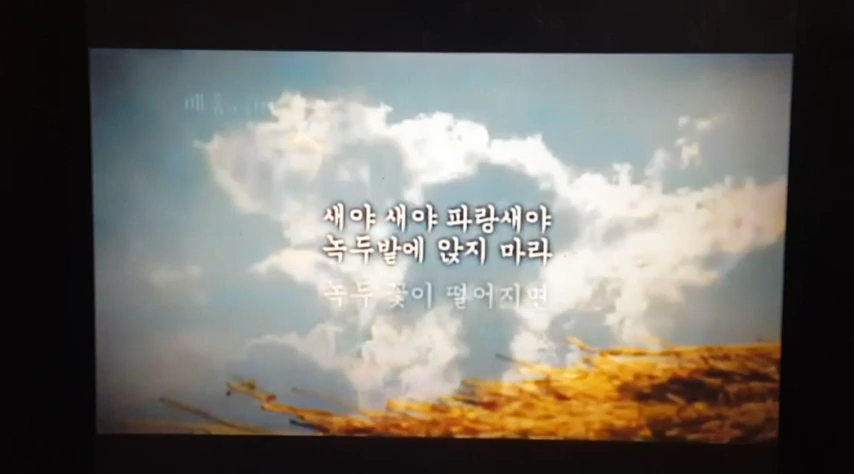 새야 새야 파랑새야
녹두밭에 앉지 마라
녹두 꽃이 떨어지면